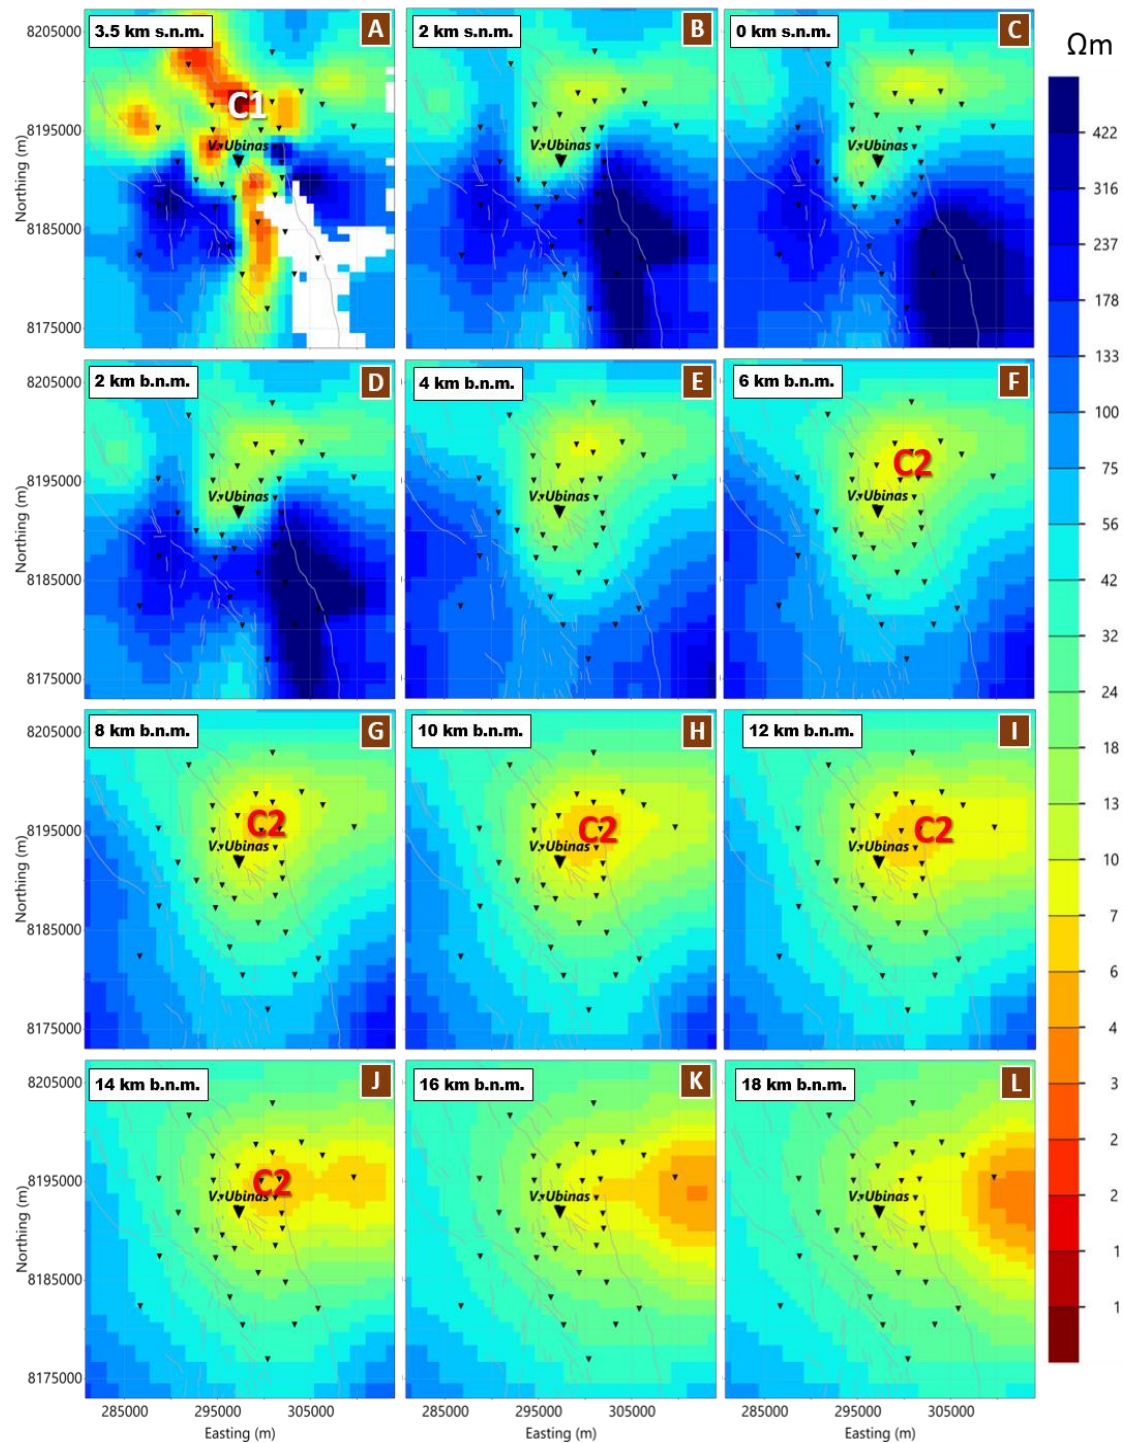 3.5 km s.n.m.
A
2 km s.n.m.
B
0 km s.n.m.
C
Ωm
8205000
8195000
8185000
8175000
Northing (m)
C1
V. Ubinas
V. Ubinas
V. Ubinas
422
316
237
178
133
100
75
56
42
32
24
18
13
10
7
6
4
3
2
2
1
1
2 km b.n.m.
D
4 km b.n.m.
E
6 km b.n.m.
F
8205000
8195000
8185000
8175000
Northing (m)
V. Ubinas
V. Ubinas
C2
V. Ubinas
8 km b.n.m.
G
10 km b.n.m.
H
12 km b.n.m.
I
8205000
8195000
8185000
8175000
Northing (m)
C2
V. Ubinas
C2
V. Ubinas
C2
V. Ubinas
14 km b.n.m.
J
16 km b.n.m.
K
18 km b.n.m.
L
8205000
8195000
8185000
8175000
Northing (m)
C2
V. Ubinas
V. Ubinas
V. Ubinas
285000 295000 305000
285000 295000 305000
285000 295000 305000
Easting (m)
Easting (m)
Easting (m)